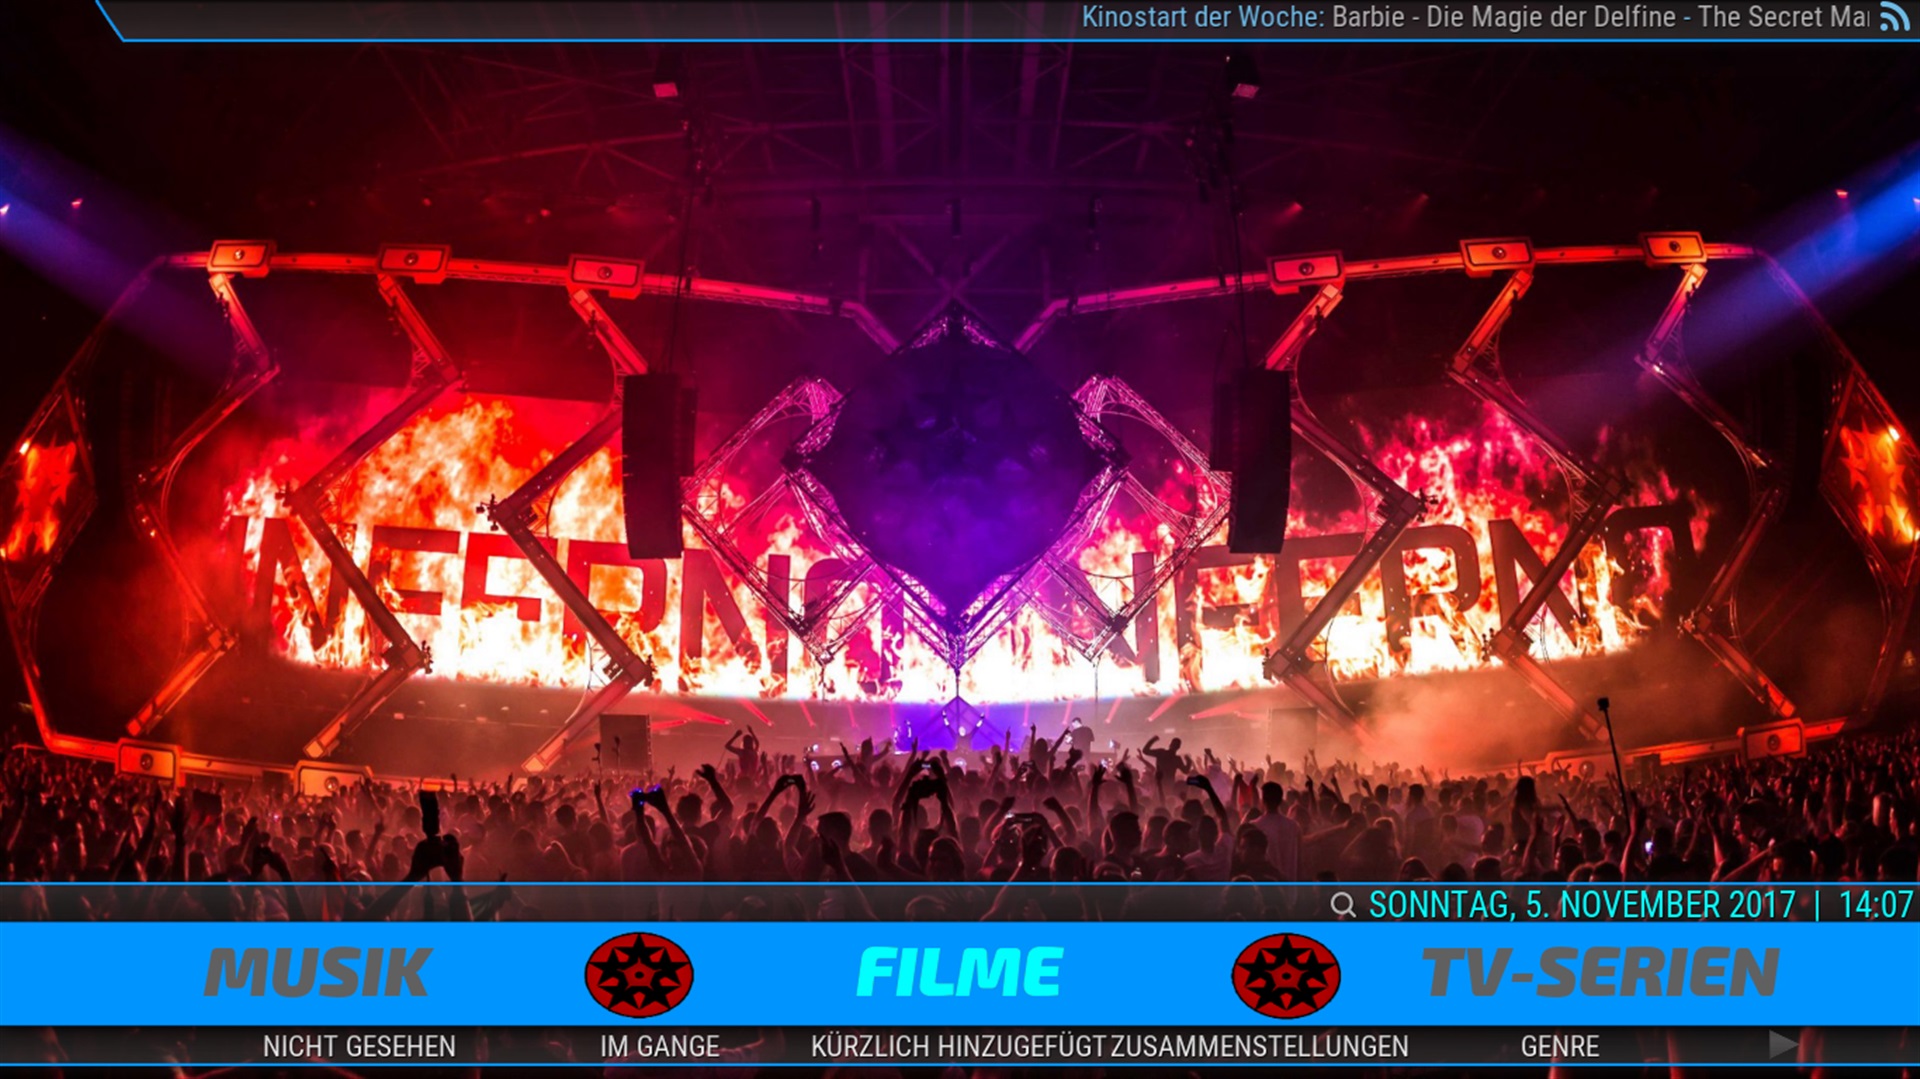 Kinostart der Woche: Barbie - Die Magie der Delfine - The Secret Ma
INFERNO INFERNO
SONNTAG, 5. NOVEMBER 2017 | 14:07
MUSIK FILME TV-SERIEN
NICHT GESEHEN IM GANGE KÜRZLICH HINZUGEFÜGT ZUSAMMENSTELLUNGEN GENRE